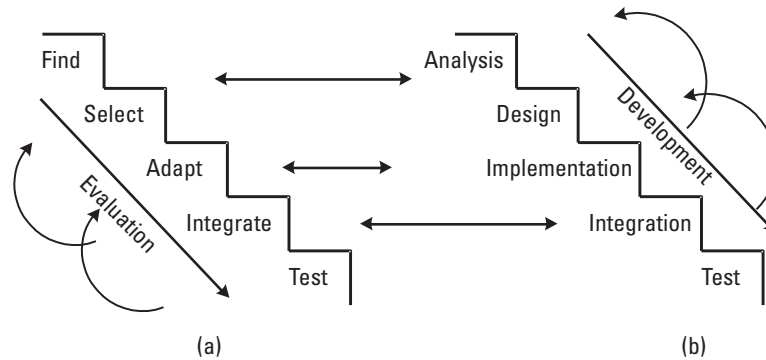 Find
Select
Adapt
Integrate
Test
Evaluation
(a)
Analysis
Design
Implementation
Integration
Test
Development
(b)